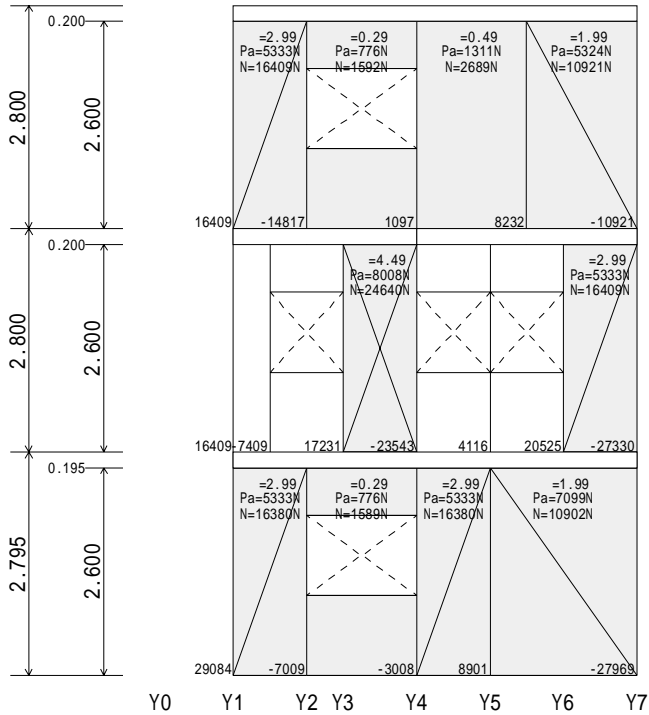 0.200
2.800
2.600
=2.99
Pa=5333N
N=16409N
=0.29
Pa=776N
N=1592N
=0.49
Pa=1311N
N=2689N
=1.99
Pa=5324N
N=10921N
16409 -14817 1097 8232 -10921
0.200
2.800
2.600
=4.49
Pa=8008N
N=24640N
=2.99
Pa=5333N
N=16409N
16409 -7409 17231 -23543 4116 20525 -27330
0.195
2.795
2.600
=2.99
Pa=5333N
N=16380N
=0.29
Pa=776N
N=1589N
=2.99
Pa=5333N
N=16380N
=1.99
Pa=7099N
N=10902N
29084 -7009 -3008 8901 -27969
Y0 Y1 Y2 Y3 Y4 Y5 Y6 Y7